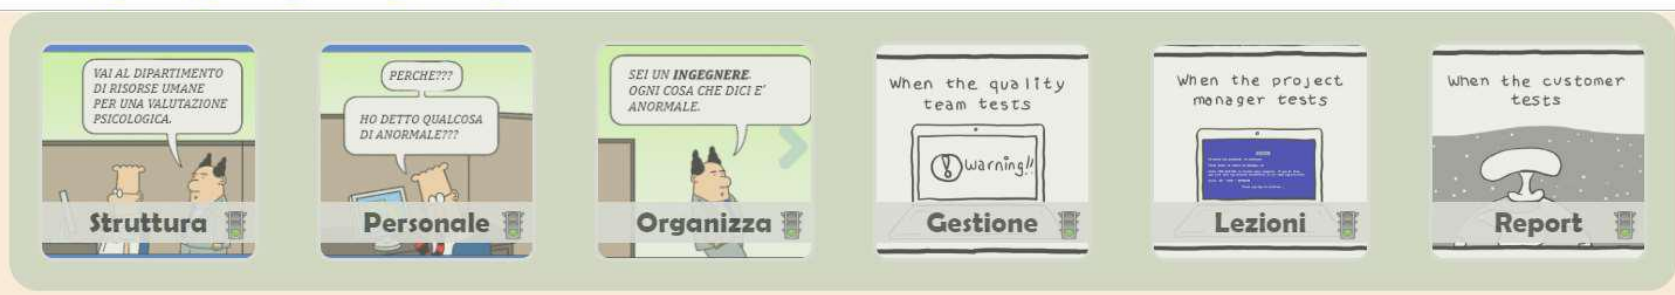 VAI AL DIPARTIMENTO
DI RISORSE UMANE
PER UNA VALUTAZIONE
PSICOLOGICA.
Struttura
PERCHE???
HO DETTO QUALCOSA
DI ANORMALE???
Personale
SEI UN INGEGNERE.
OGNI COSA CHE DICI E'
ANORMALE.
Organizza
When the quality
team tests
warning!!
Gestione
When the project
manager tests
Lezioni
When the customer
tests
Report